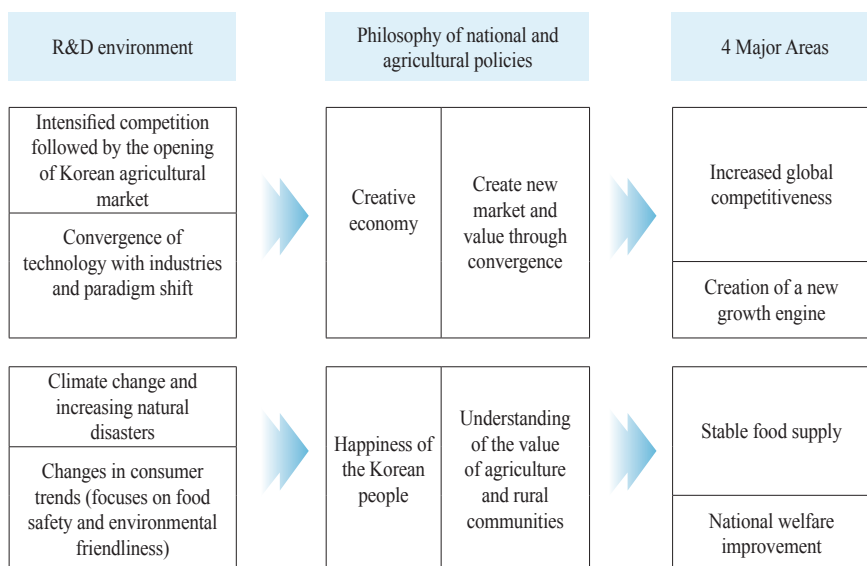 R&D environment
Philosophy of national and
agricultural policies
4 Major Areas
Intensified competition
followed by the opening
of Korean agricultural
market
Convergence of
technology with industries
and paradigm shift
Creative
economy
Create new
market and
value through
convergence
Increased global
competitiveness
Creation of a new
growth engine
Climate change and
increasing natural
disasters
Changes in consumer
trends (focuses on food
safety and environmental
friendliness)
Happiness of
the Korean
people
Understanding
of the value
of agriculture
and rural
communities
Stable food supply
National welfare
improvement